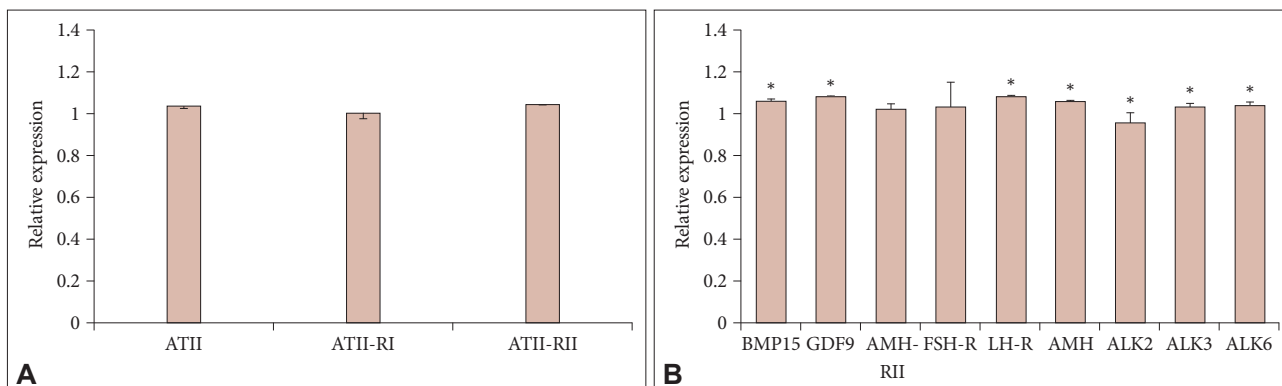 Relative expression
1.4
1.2
1
0.8
0.6
0.4
0.2
0
ATII
ATII-RI
ATII-RII
A
Relative expression
1.4
1.2
1
0.8
0.6
0.4
0.2
0
* * * * * * *
BMP15 GDF9 AMH- FSH-R LH-R AMH ALK2 ALK3 ALK6
RII
B